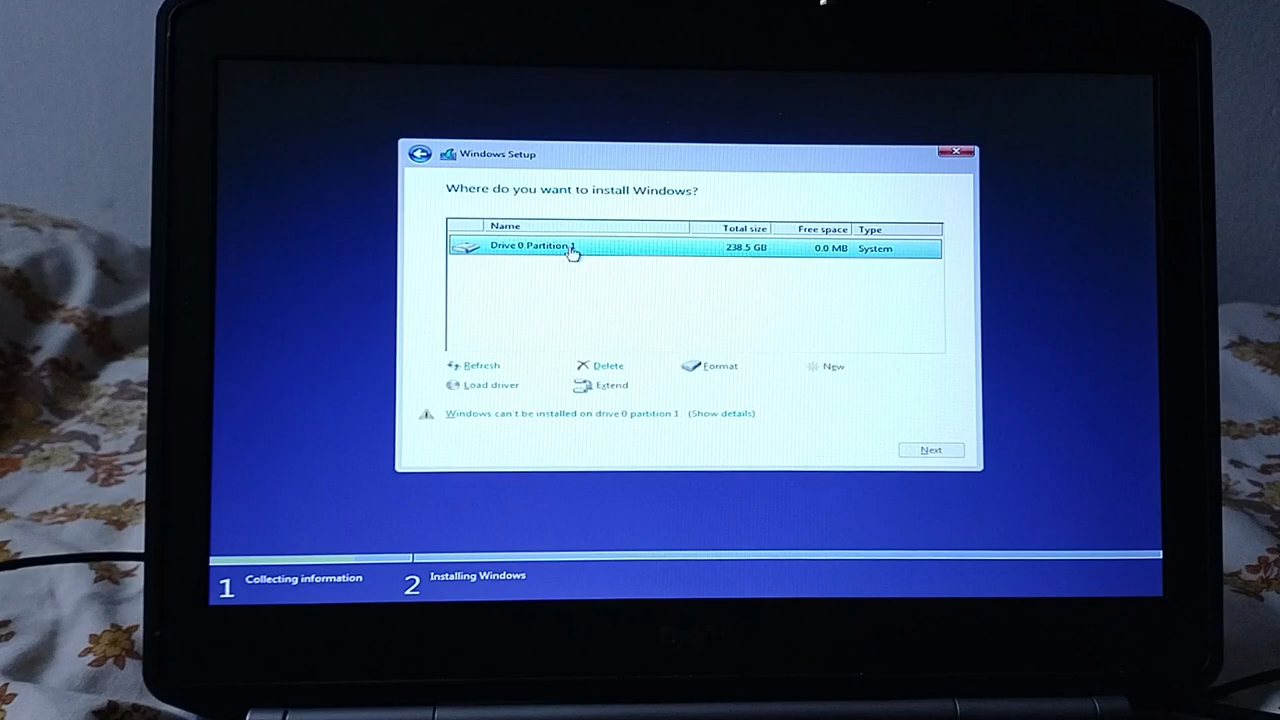 Windows Setup
Where do you want to install Windows?
Name Total size Free space Type
Drive 0 Partition 1 238.5 GB 0.0 MB System
Refresh Delete Format New
Load driver Extend
Windows can't be installed on drive 0 partition 1 (Show details)
Next
1 Collecting information 2 Installing Windows